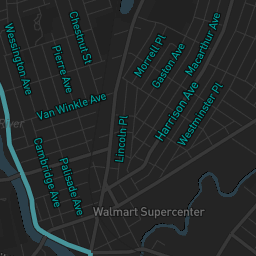 Wessington Ave
Chestnut St
Pierre Ave
Morrell Pl
Gaston Ave
Macarthur Ave
Van Winkle Ave
Lincoln Pl
Harrison Ave
Westminster Pl
River
Cambridge Ave
Palisade Ave
Walmart Supercenter